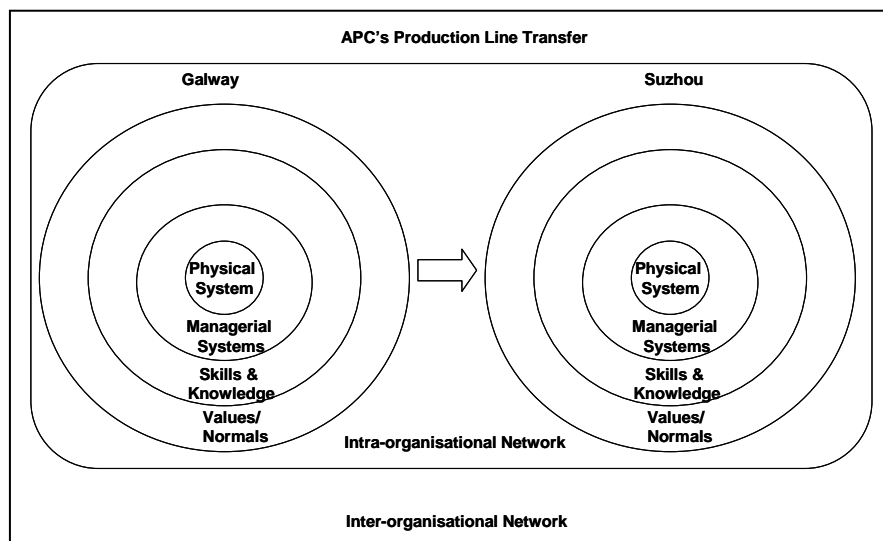 APC's Production Line Transfer
Galway
Suzhou
Physical
System
Managerial
Systems
Skills &
Knowledge
Values/
Normals
Physical
System
Managerial
Systems
Skills &
Knowledge
Values/
Normals
Intra-organisational Network
Inter-organisational Network